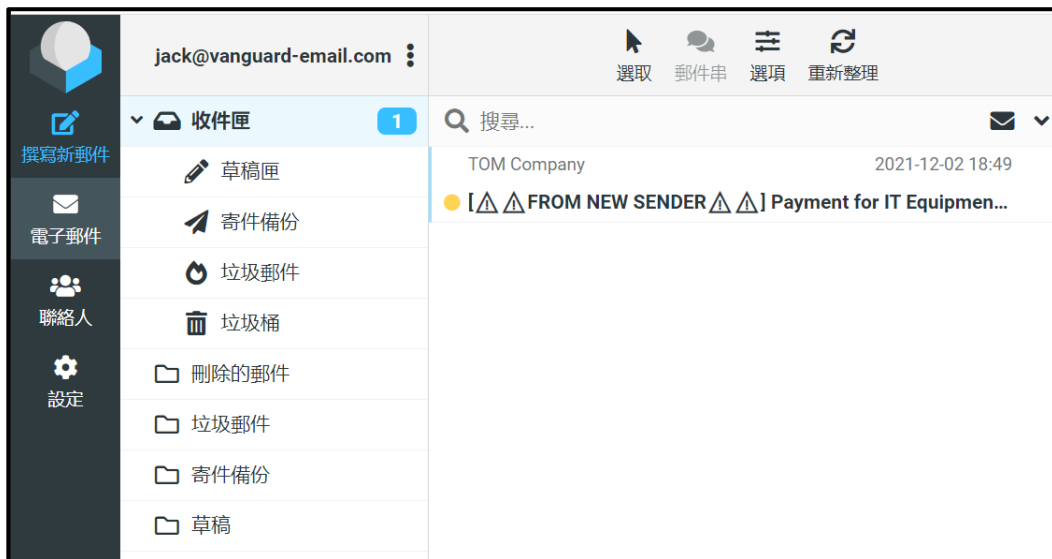 jack@vanguard-email.com
選取
郵件串
選項
重新整理
撰寫新郵件
電子郵件
聯絡人
設定
收件匣 1
草稿匣
寄件備份
垃圾郵件
垃圾桶
刪除的郵件
垃圾郵件
寄件備份
草稿
搜尋...
TOM Company 2021-12-02 18:49
[⚠ ⚠FROM NEW SENDER⚠ ⚠] Payment for IT Equipmen...